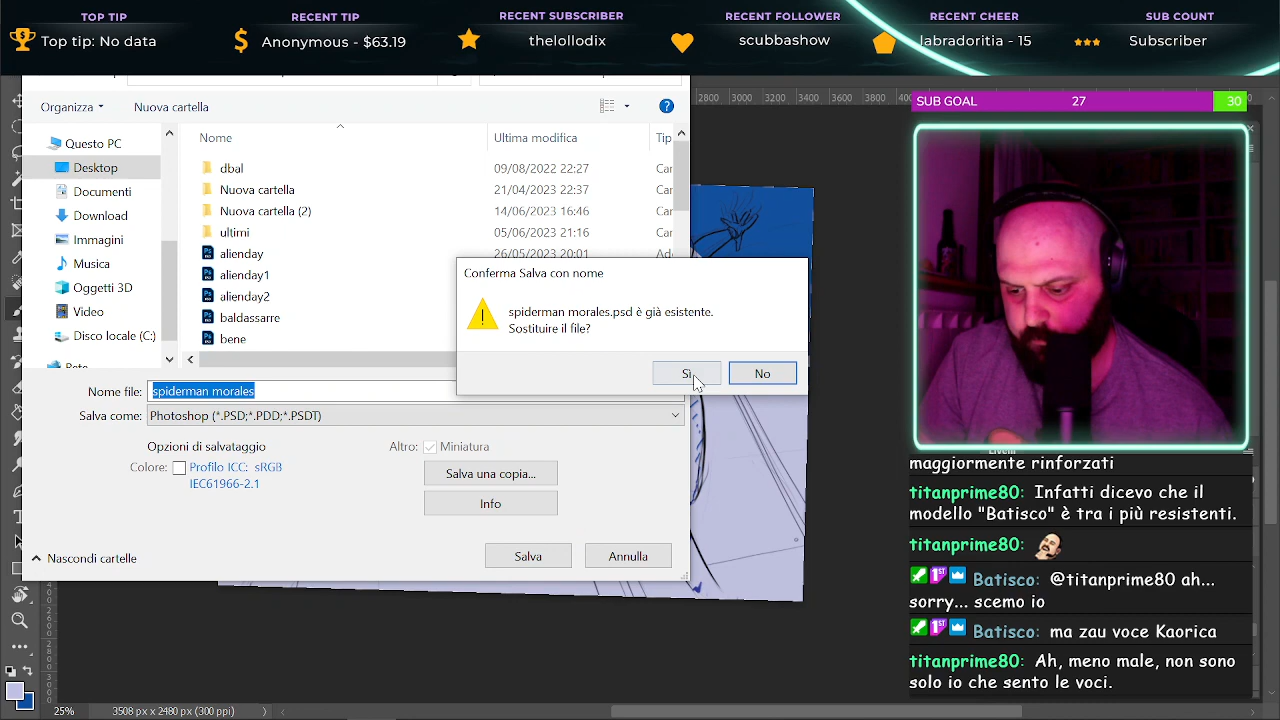 TOP TIP
RECENT TIP
RECENT SUBSCRIBER
RECENT FOLLOWER
RECENT CHEER
SUB COUNT
Top tip: No data
Anonymous - $63.19
thelollodix
scubbashow
labradoritia - 15
Subscriber
Organizza
Nuova cartella
?
2800 3000 3200 3400 3600 3800
SUB GOAL 27 30
Nome
Ultima modifica
Tip
Questo PC
Desktop
Documenti
Download
Immagini
Musica
Oggetti 3D
Video
Disco locale (C:)
dbal 09/08/2022 22:27
Nuova cartella 21/04/2023 22:37
Nuova cartella (2) 14/06/2023 16:46
ultimi 05/06/2023 21:16
alienday 26/05/2023 20:01
alienday1
alienday2
baldassarre
bene
Conferma Salva con nome
spiderman morales.psd è già esistente.
Sostituire il file?
Sì
No
Nome file: spiderman morales
Salva come: Photoshop (*.PSD;*.PDD;*.PSDT)
Opzioni di salvataggio
Colore: Profilo ICC: sRGB
IEC61966-2.1
Altro: Miniatura
Salva una copia...
Info
Nascondi cartelle
Salva
Annulla
maggiormente rinforzati
titanprime80: Infatti dicevo che il
modello "Batisco" è tra i più resistenti.
titanprime80:
Batisco: @titanprime80 ah...
sorry... scemo io
Batisco: ma zau voce Kaorica
titanprime80: Ah, meno male, non sono
solo io che sento le voci.
25%
3508 px x 2480 px (300 ppi)